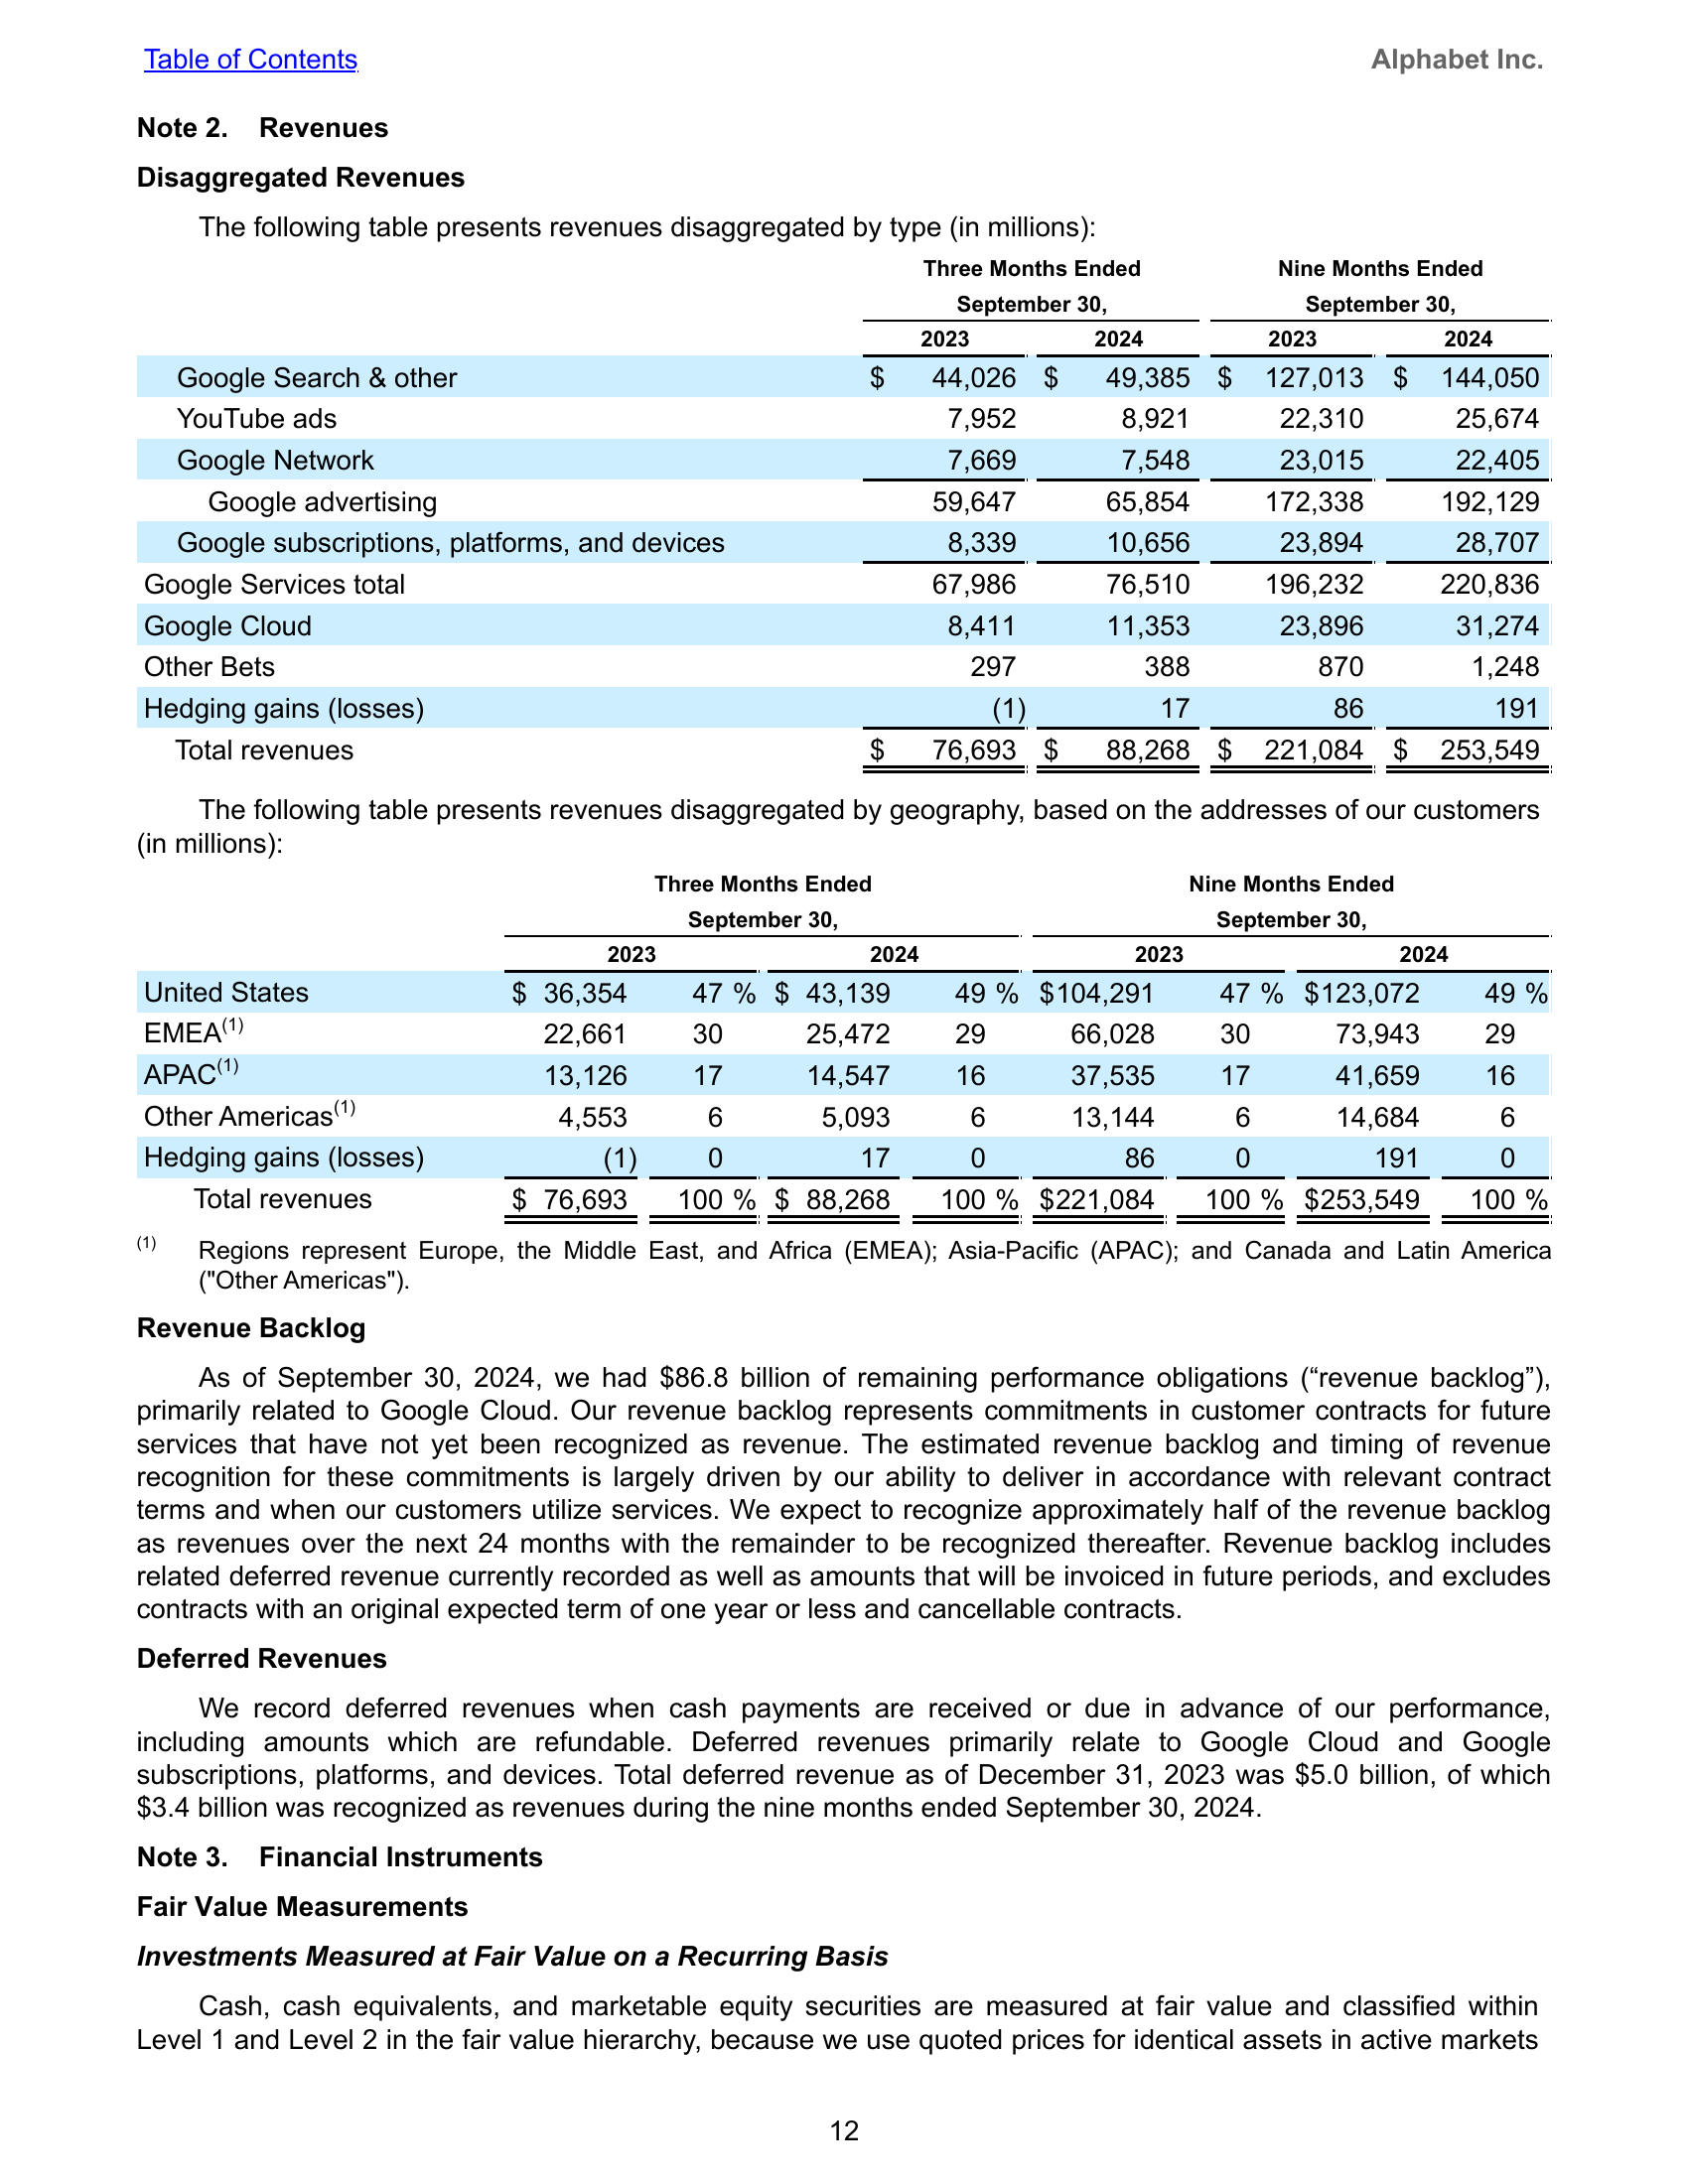 Table of Contents Alphabet Inc.
Note 2. Revenues
Disaggregated Revenues
The following table presents revenues disaggregated by type (in millions):
Three Months Ended Nine Months Ended
September 30, September 30,
2023 2024 2023 2024
Google Search & other $ 44,026 $ 49,385 $ 127,013 $ 144,050
YouTube ads 7,952 8,921 22,310 25,674
Google Network 7,669 7,548 23,015 22,405
Google advertising 59,647 65,854 172,338 192,129
Google subscriptions, platforms, and devices 8,339 10,656 23,894 28,707
Google Services total 67,986 76,510 196,232 220,836
Google Cloud 8,411 11,353 23,896 31,274
Other Bets 297 388 870 1,248
Hedging gains (losses) (1) 17 86 191
Total revenues $ 76,693 $ 88,268 $ 221,084 $ 253,549
The following table presents revenues disaggregated by geography, based on the addresses of our customers
(in millions):
Three Months Ended Nine Months Ended
September 30, September 30,
2023 2024 2023 2024
United States $ 36,354 47 % $ 43,139 49 % $104,291 47 % $123,072 49 %
EMEA(1) 22,661 30 25,472 29 66,028 30 73,943 29
APAC(1) 13,126 17 14,547 16 37,535 17 41,659 16
Other Americas(1) 4,553 6 5,093 6 13,144 6 14,684 6
Hedging gains (losses) (1) 0 17 0 86 0 191 0
Total revenues $ 76,693 100 % $ 88,268 100 % $221,084 100 % $253,549 100 %
(1) Regions represent Europe, the Middle East, and Africa (EMEA); Asia-Pacific (APAC); and Canada and Latin America
("Other Americas").
Revenue Backlog
As of September 30, 2024, we had $86.8 billion of remaining performance obligations (“revenue backlog”),
primarily related to Google Cloud. Our revenue backlog represents commitments in customer contracts for future
services that have not yet been recognized as revenue. The estimated revenue backlog and timing of revenue
recognition for these commitments is largely driven by our ability to deliver in accordance with relevant contract
terms and when our customers utilize services. We expect to recognize approximately half of the revenue backlog
as revenues over the next 24 months with the remainder to be recognized thereafter. Revenue backlog includes
related deferred revenue currently recorded as well as amounts that will be invoiced in future periods, and excludes
contracts with an original expected term of one year or less and cancellable contracts.
Deferred Revenues
We record deferred revenues when cash payments are received or due in advance of our performance,
including amounts which are refundable. Deferred revenues primarily relate to Google Cloud and Google
subscriptions, platforms, and devices. Total deferred revenue as of December 31, 2023 was $5.0 billion, of which
$3.4 billion was recognized as revenues during the nine months ended September 30, 2024.
Note 3. Financial Instruments
Fair Value Measurements
Investments Measured at Fair Value on a Recurring Basis
Cash, cash equivalents, and marketable equity securities are measured at fair value and classified within
Level 1 and Level 2 in the fair value hierarchy, because we use quoted prices for identical assets in active markets
12